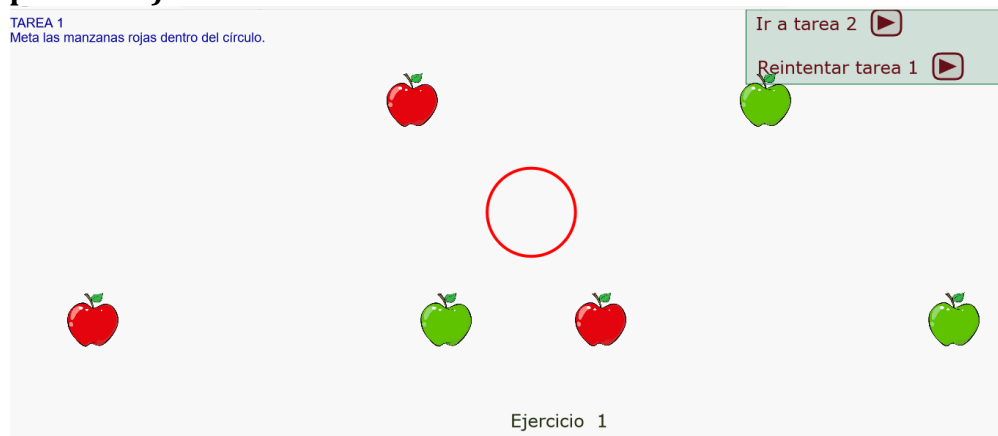 TAREA 1
Meta las manzanas rojas dentro del círculo.
Ir a tarea 2
Reintentar tarea 1
Ejercicio 1